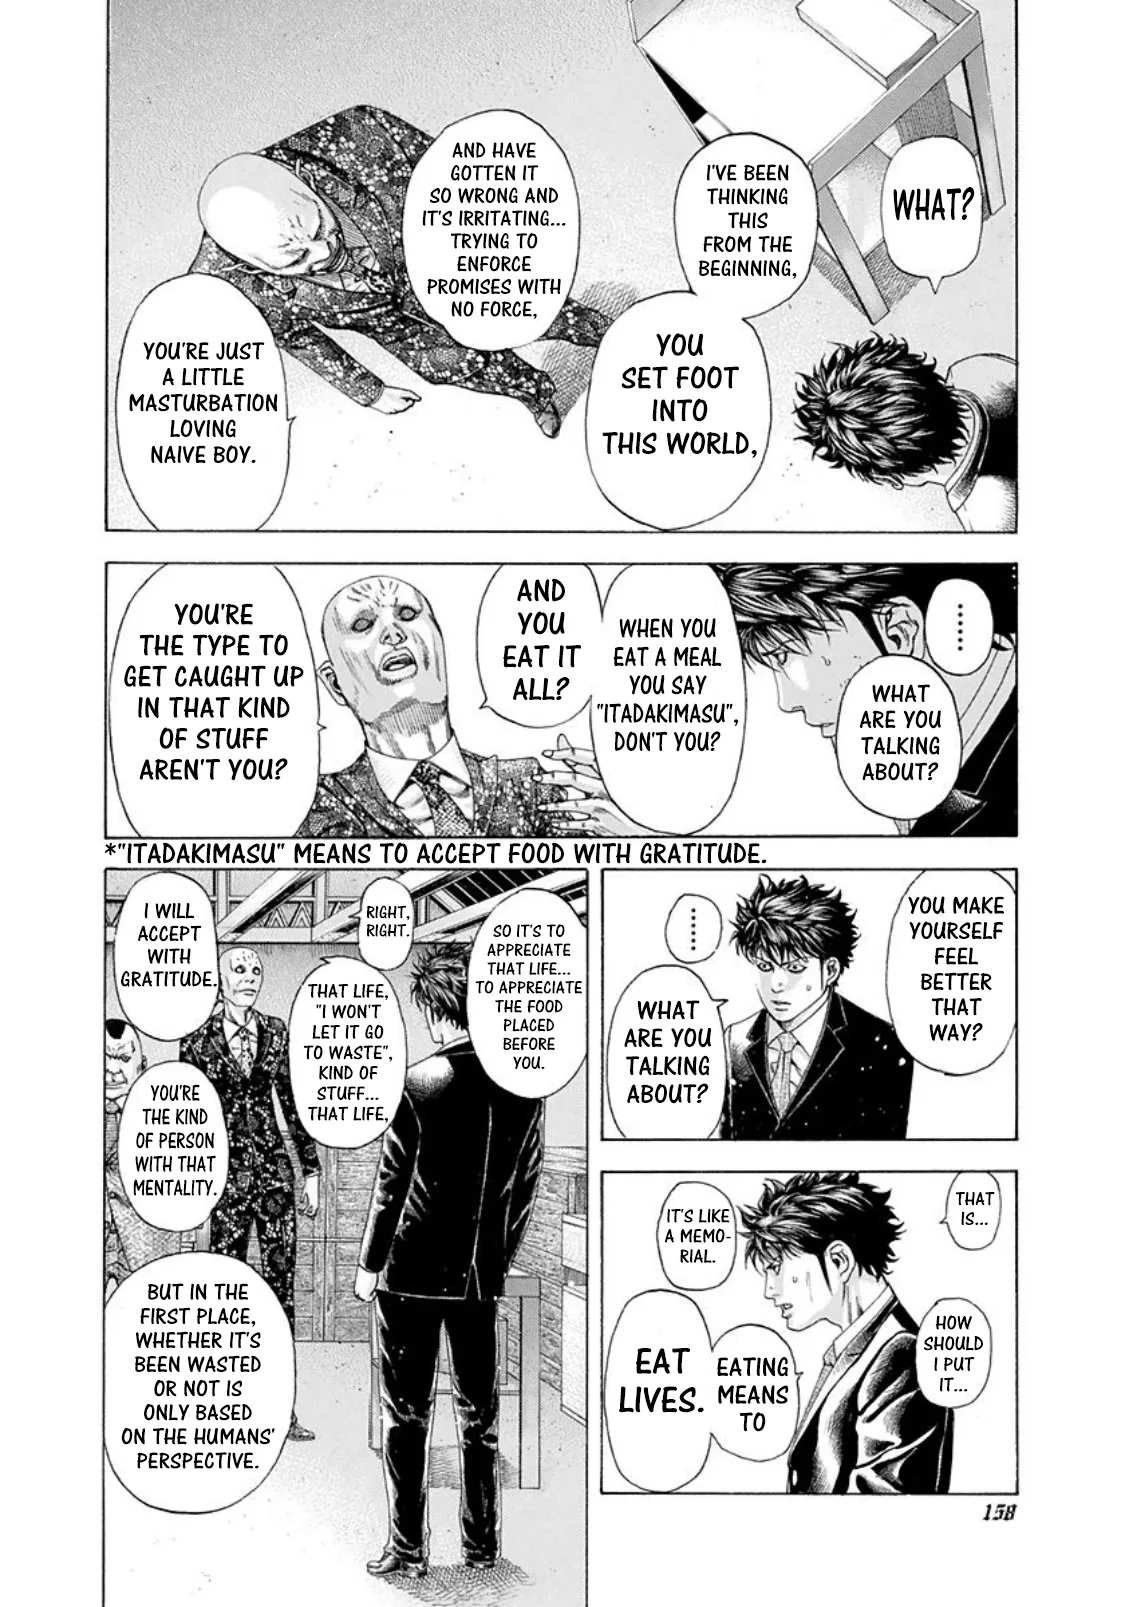 WHAT?
I'VE BEEN
THINKING
THIS
FROM THE
BEGINNING,
YOU
SET FOOT
INTO
THIS WORLD,
AND HAVE
GOTTEN IT
SO WRONG AND
IT'S IRRITATING...
TRYING TO
ENFORCE
PROMISES WITH
NO FORCE,
YOU'RE JUST
A LITTLE
MASTURBATION
LOVING
NAIVE BOY.
......
WHAT
ARE YOU
TALKING
ABOUT?
WHEN YOU
EAT A MEAL
YOU SAY
"ITADAKIMASU",
DON'T YOU?
AND
YOU
EAT IT
ALL?
YOU'RE
THE TYPE TO
GET CAUGHT UP
IN THAT KIND
OF STUFF
AREN'T YOU?
*"ITADAKIMASU" MEANS TO ACCEPT FOOD WITH GRATITUDE.
YOU MAKE
YOURSELF
FEEL
BETTER
THAT
WAY?
......
WHAT
ARE YOU
TALKING
ABOUT?
THAT
IS...
HOW
SHOULD
I PUT
IT...
IT'S LIKE
A MEMO-
RIAL.
EATING
MEANS
TO
EAT
LIVES.
SO IT'S TO
APPRECIATE
THAT LIFE...
TO APPRECIATE
THE FOOD
PLACED
BEFORE
YOU.
RIGHT,
RIGHT.
THAT LIFE,
"I WON'T
LET IT GO
TO WASTE",
KIND OF
STUFF...
THAT LIFE,
I WILL
ACCEPT
WITH
GRATITUDE.
YOU'RE
THE KIND
OF PERSON
WITH THAT
MENTALITY.
BUT IN THE
FIRST PLACE,
WHETHER IT'S
BEEN WASTED
OR NOT IS
ONLY BASED
ON THE HUMANS'
PERSPECTIVE.
158